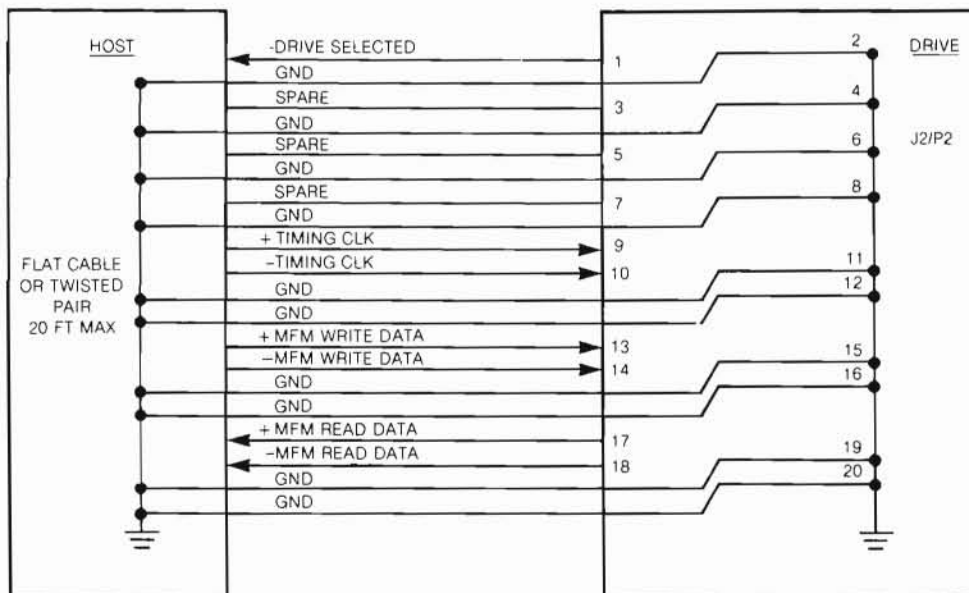 HOST
DRIVE
J2/P2
FLAT CABLE
OR TWISTED
PAIR
20 FT MAX
-DRIVE SELECTED 1
GND 2
SPARE 3
GND 4
SPARE 5
GND 6
SPARE 7
GND 8
+ TIMING CLK 9
-TIMING CLK 10
GND 11
GND 12
+ MFM WRITE DATA 13
-MFM WRITE DATA 14
GND 15
GND 16
+ MFM READ DATA 17
-MFM READ DATA 18
GND 19
GND 20